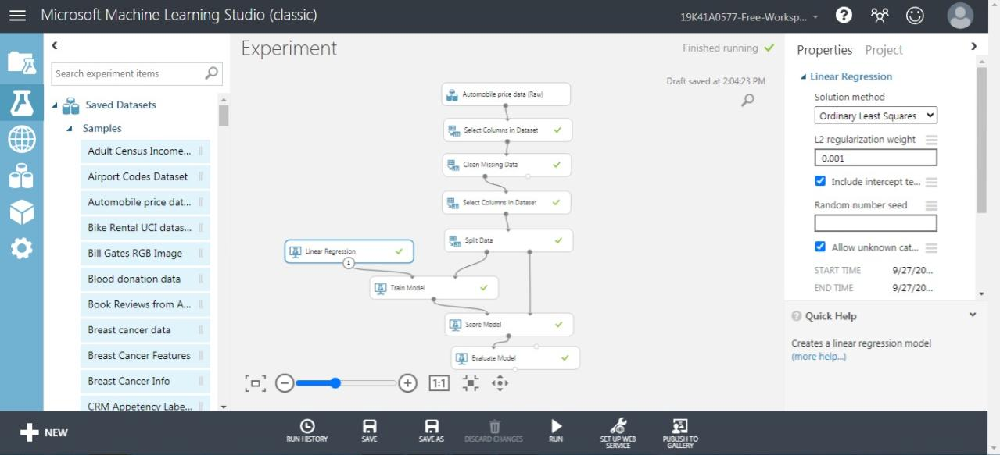 Microsoft Machine Learning Studio (classic)
19K41A0577-Free-Worksp...
Search experiment items
Saved Datasets
Samples
Adult Census Income...
Airport Codes Dataset
Automobile price dat...
Bike Rental UCI datas...
Bill Gates RGB Image
Blood donation data
Book Reviews from A...
Breast cancer data
Breast Cancer Features
Breast Cancer Info
CRM Appetency Labe...
Experiment
Finished running
Draft saved at 2:04:23 PM
Automobile price data (Raw)
Select Columns in Dataset
Clean Missing Data
Select Columns in Dataset
Split Data
Linear Regression
1
Train Model
Score Model
Evaluate Model
1:1
Properties Project
Linear Regression
Solution method
Ordinary Least Squares
L2 regularization weight
0.001
Include intercept te...
Random number seed
Allow unknown cat...
START TIME 9/27/20...
END TIME 9/27/20...
Quick Help
Creates a linear regression model
(more help...)
NEW
RUN HISTORY
SAVE
SAVE AS
DISCARD CHANGES
RUN
SET UP WEB
SERVICE
PUBLISH TO
GALLERY